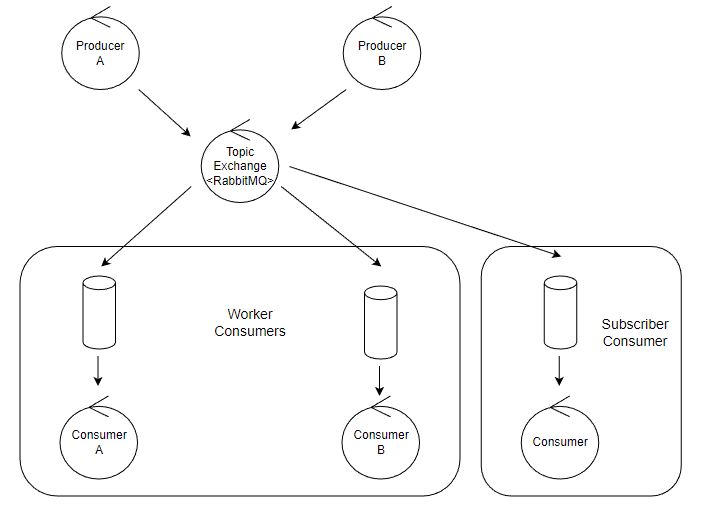 Producer
A
Producer
B
Topic
Exchange
<RabbitMQ>
Worker
Consumers
Subscriber
Consumer
Consumer
A
Consumer
B
Consumer